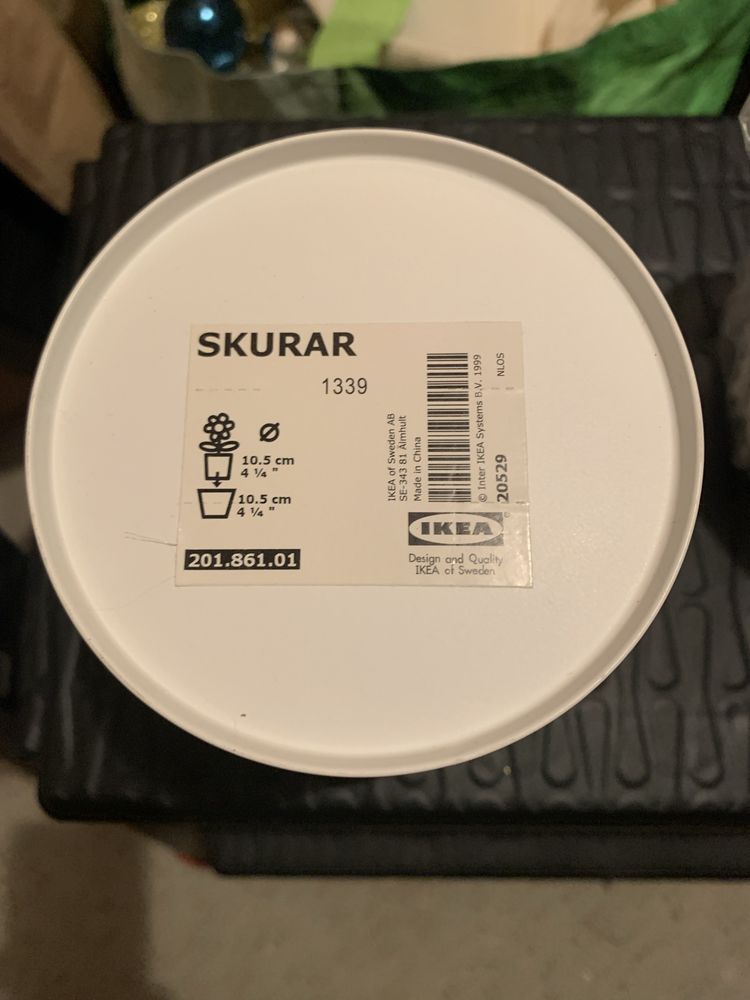 SKURAR
1339
Ø
10.5 cm
4 ¼ "
10.5 cm
4 ¼ "
201.861.01
IKEA of Sweden AB
SE-343 81 Älmhult
Made in China
© Inter IKEA Systems B.V. 1999
NLOS
20529
IKEA®
Design and Quality
IKEA of Sweden